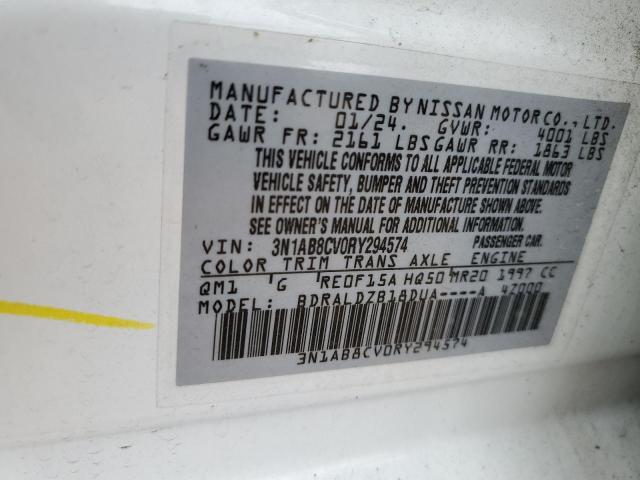 MANUFACTURED BY NISSAN MOTOR CO., LTD.
DATE: 01/24. GVWR: 4001 LBS
GAWR FR: 2161 LBS GAWR RR: 1863 LBS
THIS VEHICLE CONFORMS TO ALL APPLICABLE FEDERAL MOTOR
VEHICLE SAFETY, BUMPER AND THEFT PREVENTION STANDARDS
IN EFFECT ON THE DATE OF MANUFACTURE SHOWN ABOVE.
SEE OWNER'S MANUAL FOR ADDITIONAL INFORMATION.
VIN: 3N1AB8CV0RY294574 PASSENGER CAR.
COLOR TRIM TRANS AXLE ENGINE
QM1 G RE0F15A HQ50 MR20 1997 CC
MODEL: BDRALDZB18DUA----A 4Z000
3N1AB8CV0RY294574